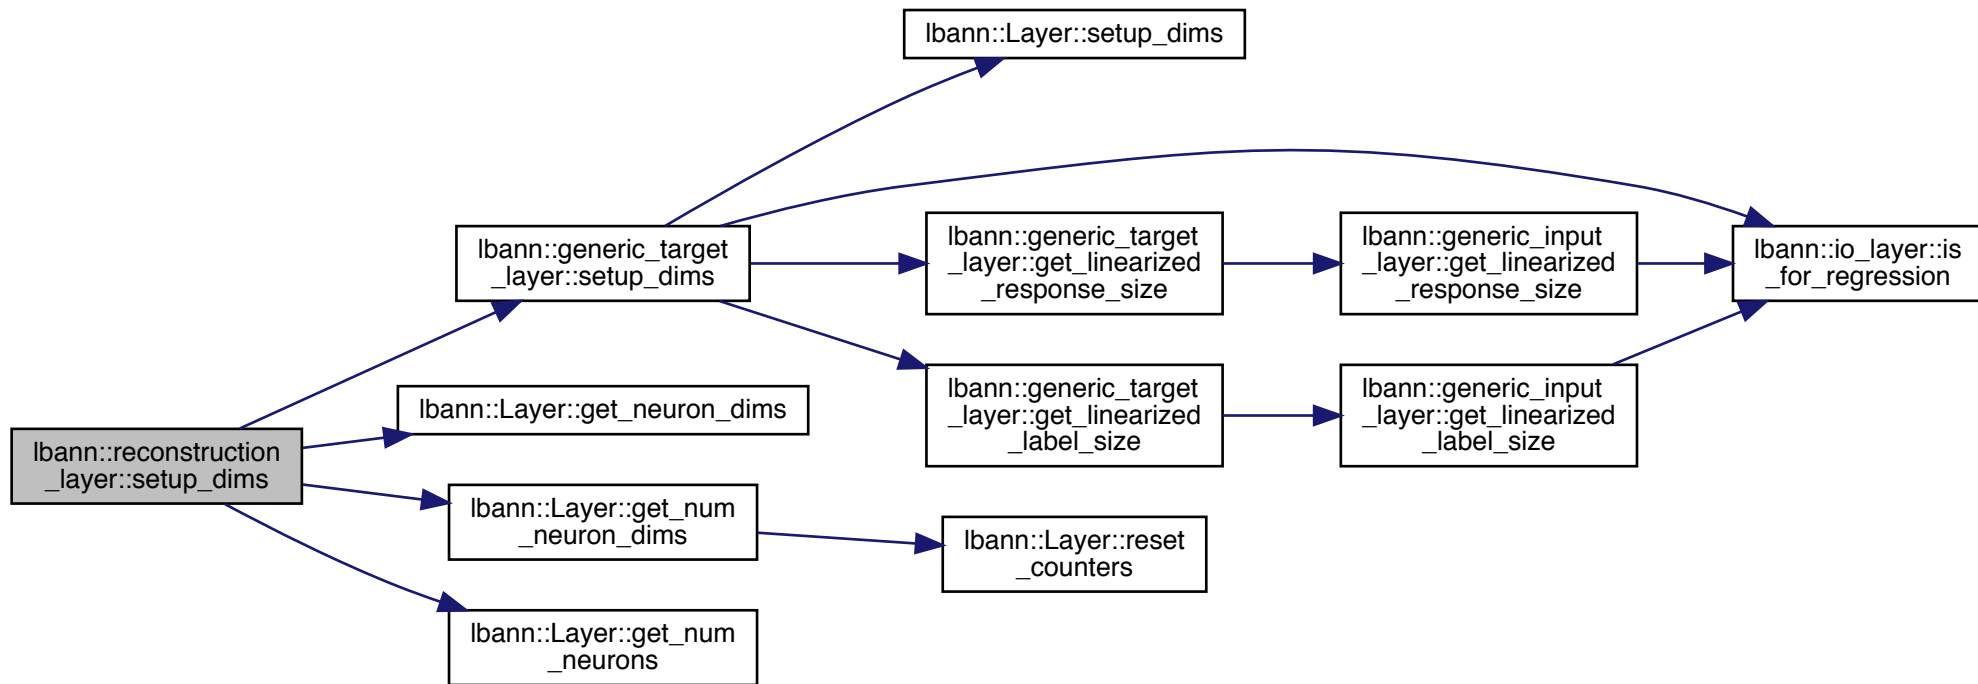 lbann::Layer::setup_dims
lbann::generic_target
_layer::setup_dims
lbann::generic_target
_layer::get_linearized
_response_size
lbann::generic_input
_layer::get_linearized
_response_size
lbann::io_layer::is
_for_regression
lbann::generic_target
_layer::get_linearized
_label_size
lbann::generic_input
_layer::get_linearized
_label_size
lbann::Layer::get_neuron_dims
lbann::reconstruction
_layer::setup_dims
lbann::Layer::get_num
_neuron_dims
lbann::Layer::reset
_counters
lbann::Layer::get_num
_neurons